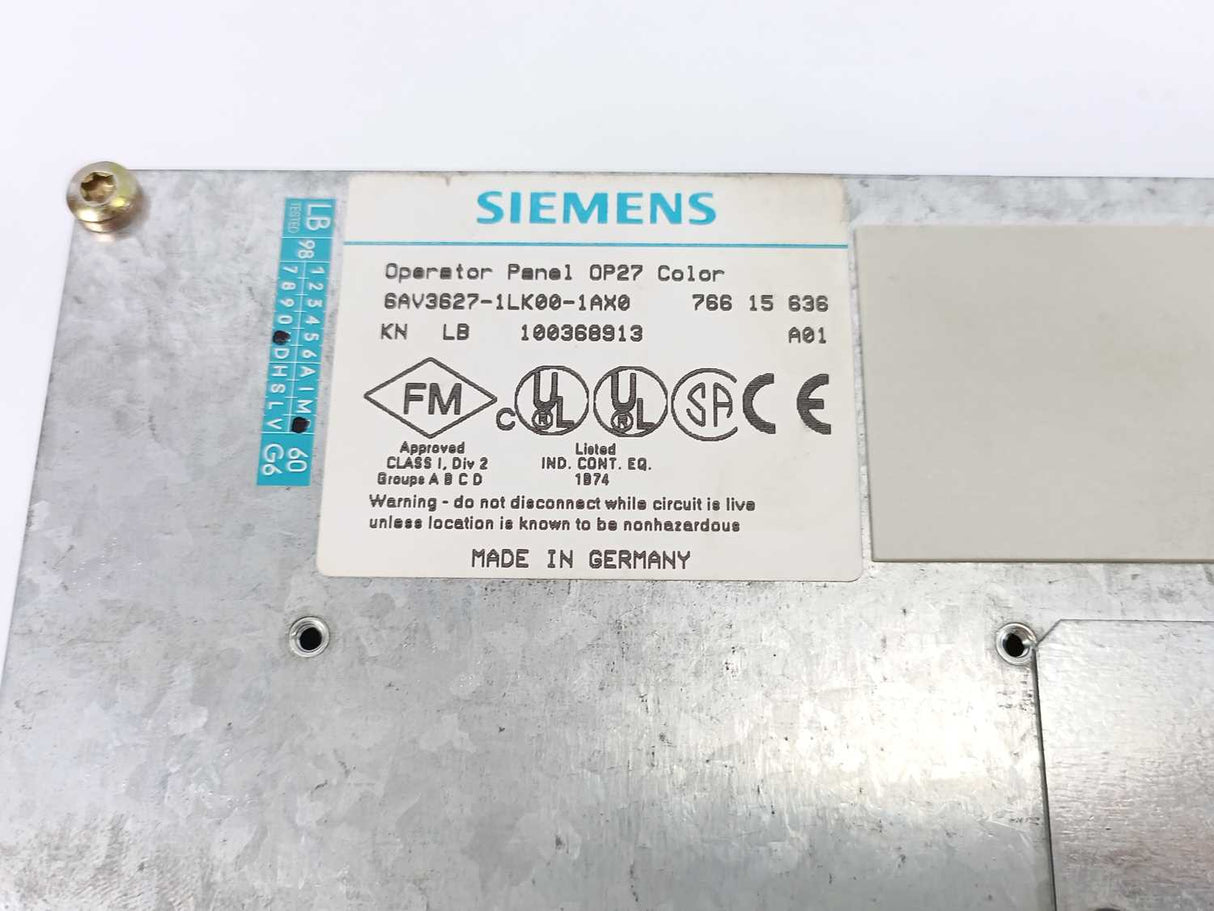 SIEMENS
Operator Panel OP27 Color
6AV3627-1LK00-1AX0 766 15 636
KN LB 100368913 A01
FM
C UL R UL R SA CE
Approved Listed
CLASS I, Div 2 IND. CONT. EQ.
Groups A B C D 1B74
Warning - do not disconnect while circuit is live
unless location is known to be nonhazardous
MADE IN GERMANY
LB 98 1 2 3 4 5 6 A I M 60
TESTED 7 8 9 0 D H S L V G6